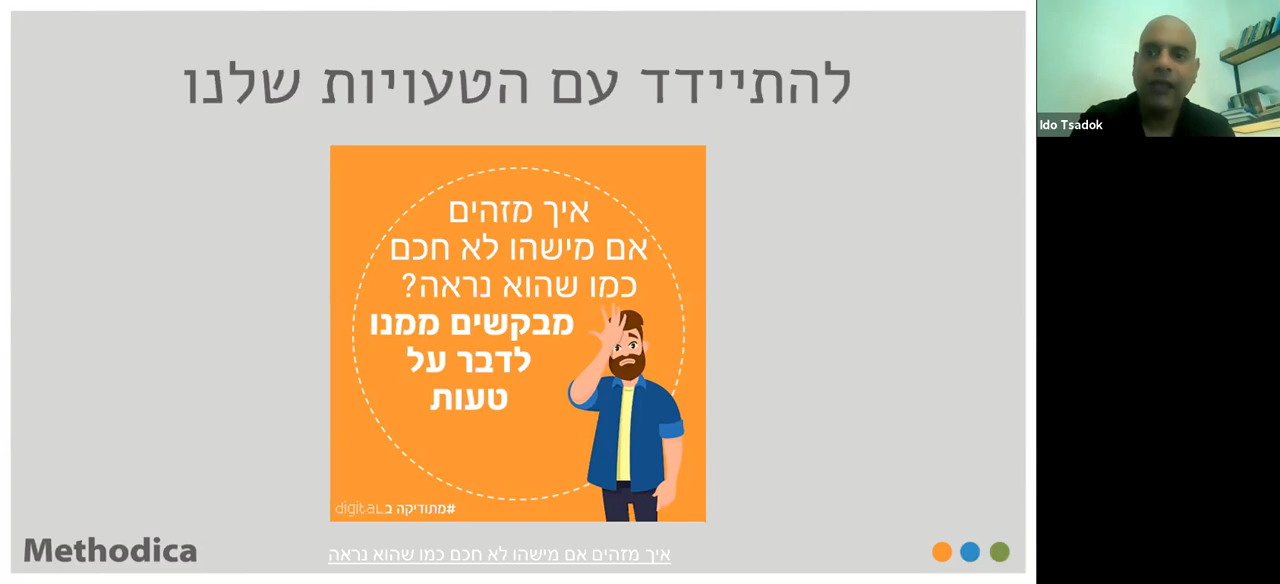 להתיידד עם הטעויות שלנו
איך מזהים
אם מישהו לא חכם
כמו שהוא נראה?
מבקשים ממנו
לדבר על
טעות
#מתודיקה ב digital
Methodica
איך מזהים אם מישהו לא חכם כמו שהוא נראה
Ido Tsadok